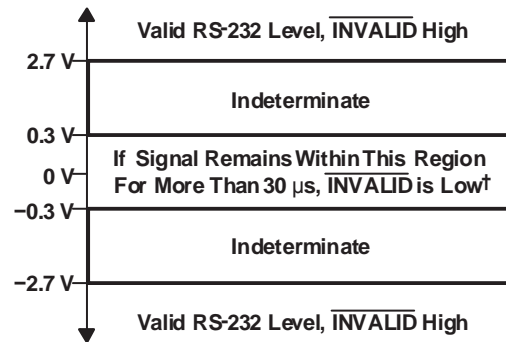 Valid RS-232 Level, INVALID High
2.7 V
Indeterminate
0.3 V
If Signal Remains Within This Region
0 V
For More Than 30 µs, INVALID is Low†
−0.3 V
Indeterminate
−2.7 V
Valid RS-232 Level, INVALID High